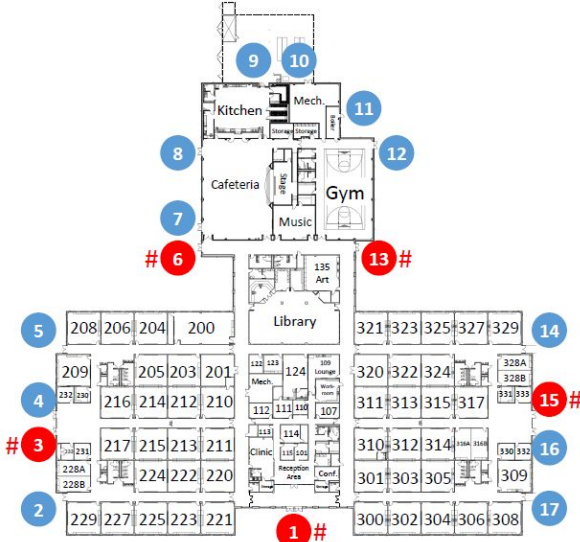 9 10
Kitchen Mech. 11
Boiler
Storage Storage
8 12
Cafeteria Stage Gym
7 Music
# 6 13 #
135
Art
Library
5 208 206 204 200 321 323 325 327 329 14
209 205 203 201 122 123 124 109 Lounge 320 322 324 328A
328B
Mech.
4 232 230 216 214 212 210 112 111 110 Work-room 107 311 313 315 317 331 333 15 #
# 3 231 217 215 213 211 113 114 310 312 314 316A 316B 330 332 16
Clinic 115 101
228A 224 222 220 Reception Area Conf. 301 303 305 309
228B
2 229 227 225 223 221 300 302 304 306 308 17
1 #